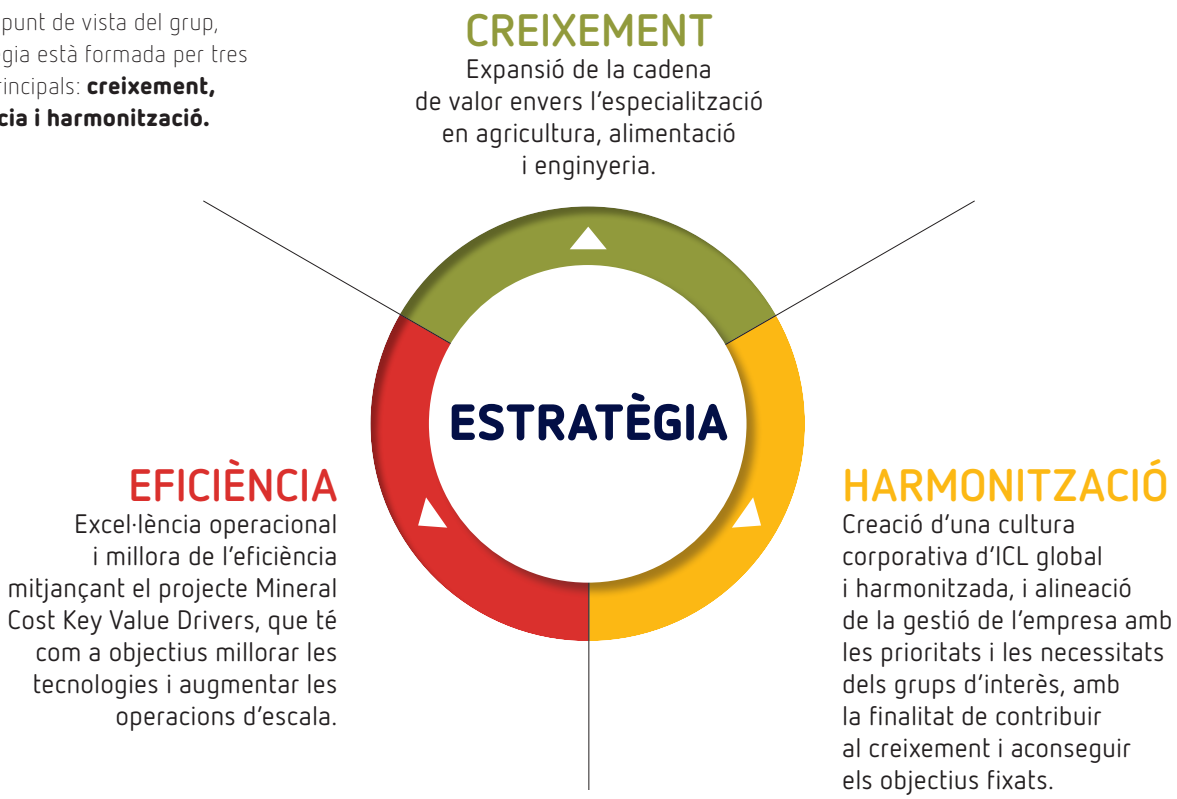 punt de vista del grup,
està formada per tres
principals: creixement,
i harmonització.
CREIXEMENT
Expansió de la cadena
de valor envers l'especialització
en agricultura, alimentació
i enginyeria.
ESTRATÈGIA
EFICIÈNCIA
Excel·lència operacional
i millora de l'eficiència
mitjançant el projecte Mineral
Cost Key Value Drivers, que té
com a objectius millorar les
tecnologies i augmentar les
operacions d'escala.
HARMONITZACIÓ
Creació d'una cultura
corporativa d'ICL global
i harmonitzada, i alineació
de la gestió de l'empresa amb
les prioritats i les necessitats
dels grups d'interès, amb
la finalitat de contribuir
al creixement i aconseguir
els objectius fixats.